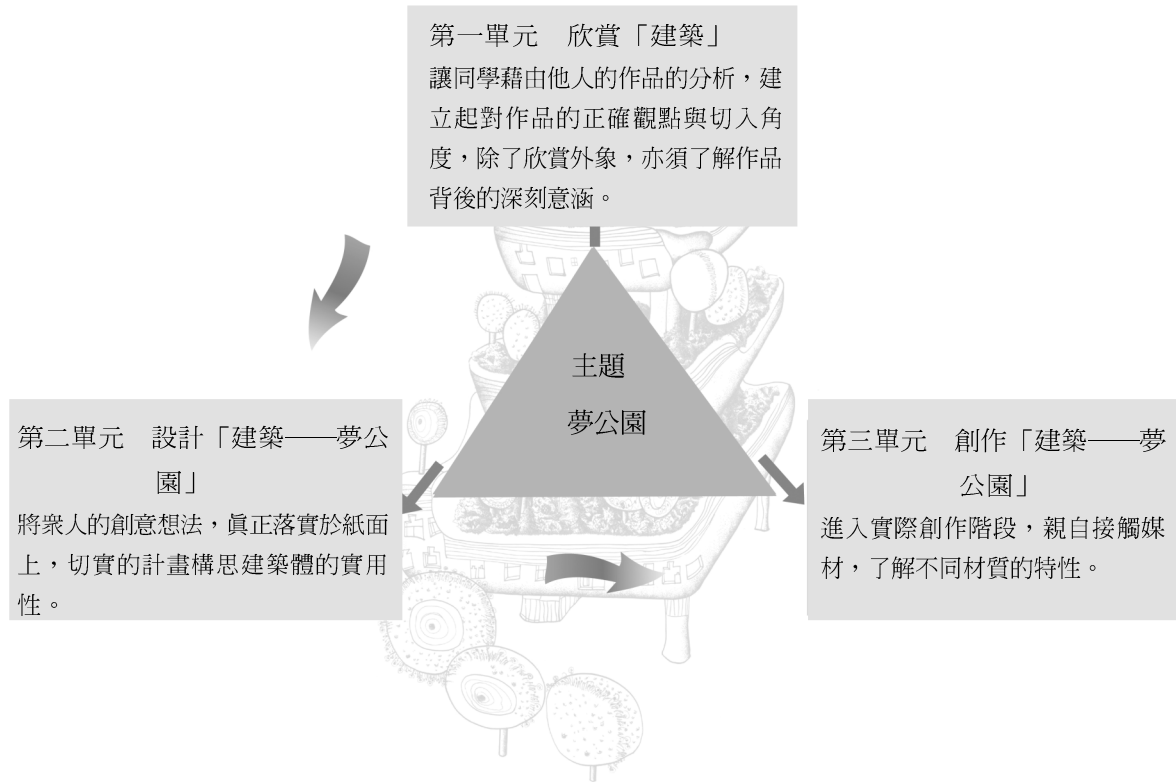 第一單元　欣賞「建築」
讓同學藉由他人的作品的分析，建
立起對作品的正確觀點與切入角
度，除了欣賞外象，亦須了解作品
背後的深刻意涵。
主題
夢公園
第二單元　設計「建築——夢公
園」
將眾人的創意想法，真正落實於紙面
上，切實的計畫構思建築體的實用
性。
第三單元　創作「建築——夢
公園」
進入實際創作階段，親自接觸媒
材，了解不同材質的特性。